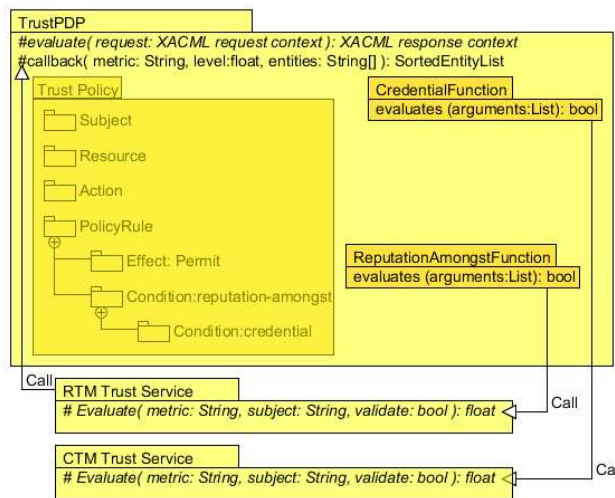 TrustPDP
#evaluate( request: XACML request context ): XACML response context
#callback( metric: String, level:float, entities: String[] ): SortedEntityList
Trust Policy
CredentialFunction
evaluates (arguments:List): bool
Subject
Resource
Action
PolicyRule
ReputationAmongstFunction
evaluates (arguments:List): bool
Effect: Permit
Condition:reputation-amongst
Condition:credential
Call
RTM Trust Service
# Evaluate( metric: String, subject: String, validate: bool ): float
Call
CTM Trust Service
# Evaluate( metric: String, subject: String, validate: bool ): float
Ca